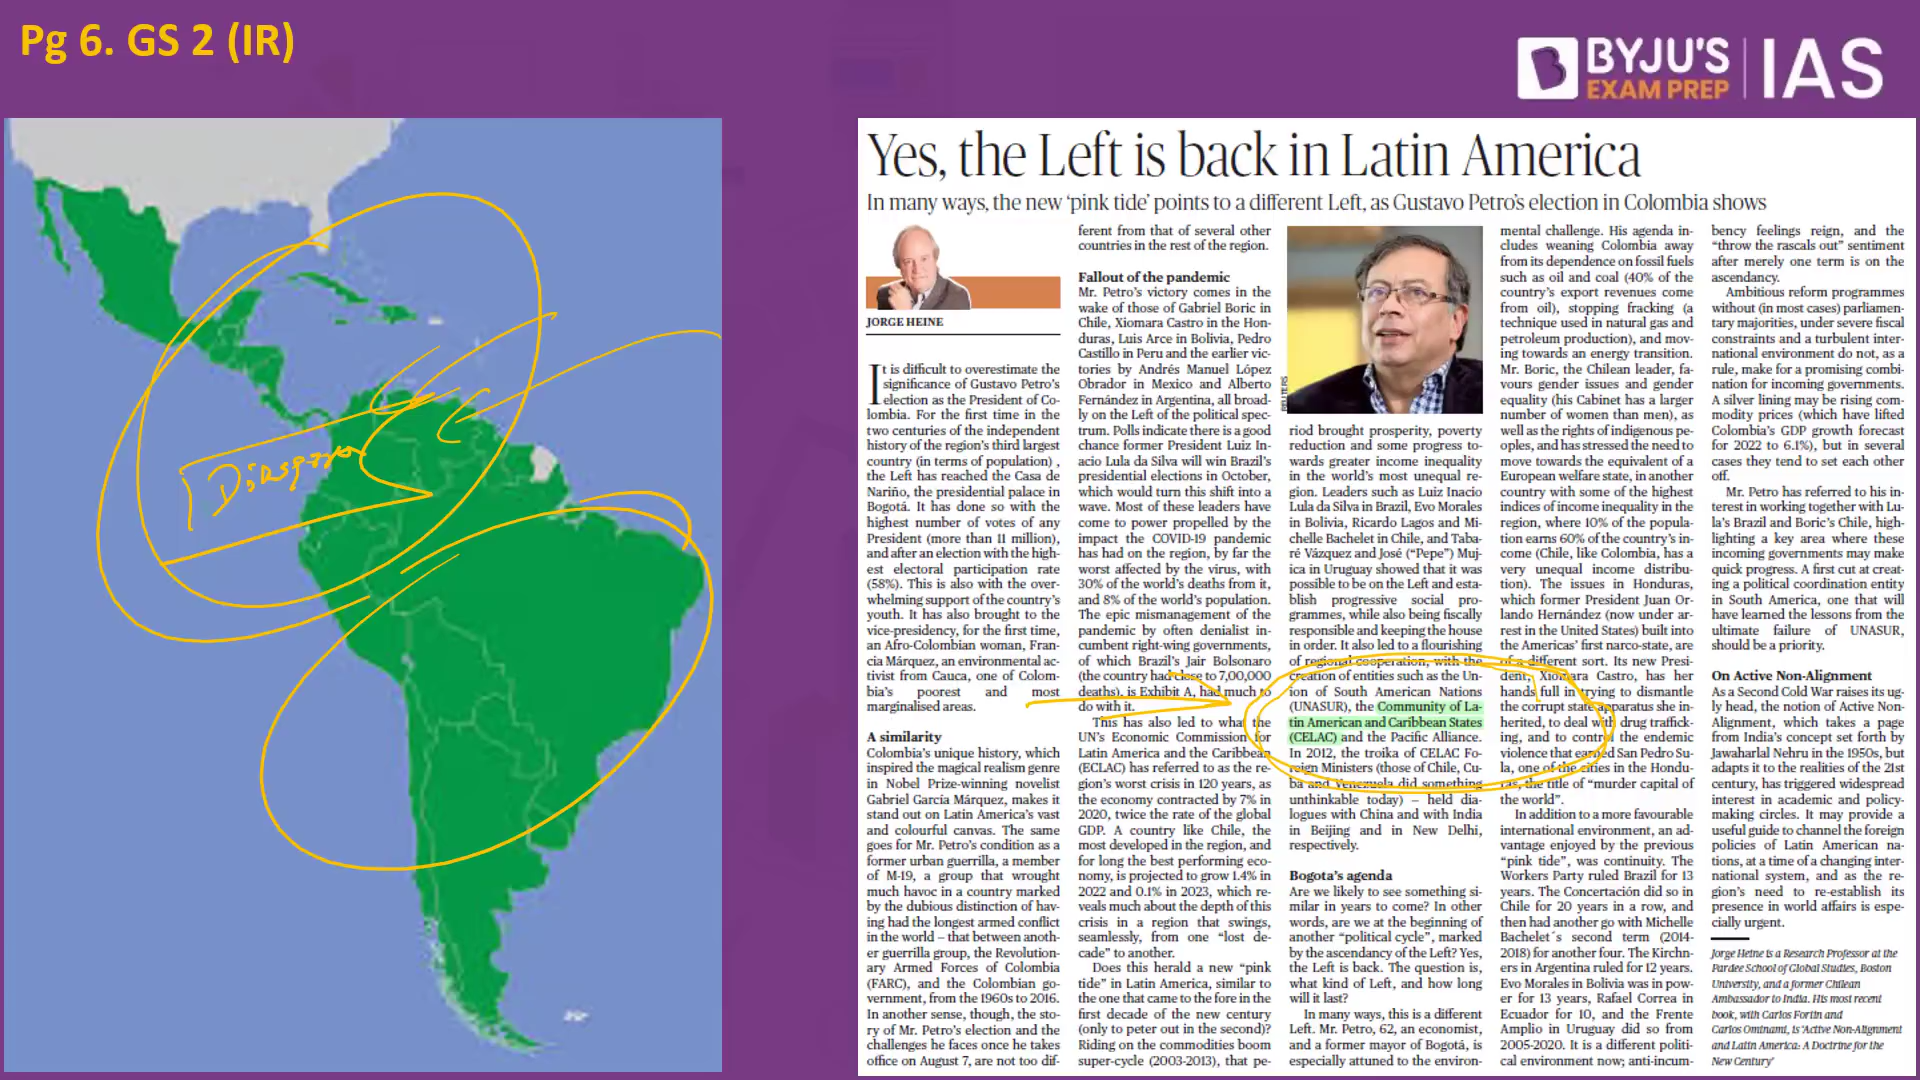 Pg 6. GS 2 (IR)
BYJU'S
EXAM PREP
IAS
Yes, the Left is back in Latin America
In many ways, the new ‘pink tide’ points to a different Left, as Gustavo Petro’s election in Colombia shows
JORGE HEINE
It is difficult to overestimate the
significance of Gustavo Petro’s
election as the President of Co-
lombia. For the first time in the
two centuries of the independent
history of the region’s third largest
country (in terms of population) ,
the Left has reached the Casa de
Nariño, the presidential palace in
Bogotá. It has done so with the
highest number of votes of any
President (more than 11 million),
and after an election with the high-
est electoral participation rate
(58%). This is also with the over-
whelming support of the country’s
youth. It has also brought to the
vice-presidency, for the first time,
an Afro-Colombian woman, Fran-
cia Márquez, an environmental ac-
tivist from Cauca, one of Colom-
bia’s poorest and most
marginalised areas.
A similarity
Colombia’s unique history, which
inspired the magical realism genre
in Nobel Prize-winning novelist
Gabriel García Márquez, makes it
stand out on Latin America’s vast
and colourful canvas. The same
goes for Mr. Petro’s condition as a
former urban guerrilla, a member
of M-19, a group that wrought
much havoc in a country marked
by the dubious distinction of hav-
ing had the longest armed conflict
in the world – that between anoth-
er guerrilla group, the Revolution-
ary Armed Forces of Colombia
(FARC), and the Colombian go-
vernment, from the 1960s to 2016.
In another sense, though, the sto-
ry of Mr. Petro’s election and the
challenges he faces once he takes
office on August 7, are not too dif-
ferent from that of several other
countries in the rest of the region.
Fallout of the pandemic
Mr. Petro’s victory comes in the
wake of those of Gabriel Boric in
Chile, Xiomara Castro in the Hon-
duras, Luis Arce in Bolivia, Pedro
Castillo in Peru and the earlier vic-
tories by Andrés Manuel López
Obrador in Mexico and Alberto
Fernández in Argentina, all broad-
ly on the Left of the political spec-
trum. Polls indicate there is a good
chance former President Luiz In-
acio Lula da Silva will win Brazil’s
presidential elections in October,
which would turn this shift into a
wave. Most of these leaders have
come to power propelled by the
impact the COVID-19 pandemic
has had on the region, by far the
worst affected by the virus, with
30% of the world’s deaths from it,
and 8% of the world’s population.
The epic mismanagement of the
pandemic by often denialist in-
cumbent right-wing governments,
of which Brazil’s Jair Bolsonaro
(the country had close to 7,00,000
deaths), is Exhibit A, had much to
do with it.
This has also led to what the
UN’s Economic Commission for
Latin America and the Caribbean
(ECLAC) has referred to as the re-
gion’s worst crisis in 120 years, as
the economy contracted by 7% in
2020, twice the rate of the global
GDP. A country like Chile, the
most developed in the region, and
for long the best performing eco-
nomy, is projected to grow 1.4% in
2022 and 0.1% in 2023, which re-
veals much about the depth of this
crisis in a region that swings,
seamlessly, from one “lost de-
cade” to another.
Does this herald a new “pink
tide” in Latin America, similar to
the one that came to the fore in the
first decade of the new century
(only to peter out in the second)?
Riding on the commodities boom
super-cycle (2003-2013), that pe-
REUTERS
riod brought prosperity, poverty
reduction and some progress to-
wards greater income inequality
in the world’s most unequal re-
gion. Leaders such as Luiz Inacio
Lula da Silva in Brazil, Evo Morales
in Bolivia, Ricardo Lagos and Mi-
chelle Bachelet in Chile, and Taba-
ré Vázquez and José (“Pepe”) Muj-
ica in Uruguay showed that it was
possible to be on the Left and esta-
blish progressive social pro-
grammes, while also being fiscally
responsible and keeping the house
in order. It also led to a flourishing
of regional cooperation, with the
creation of entities such as the Un-
ion of South American Nations
(UNASUR), the Community of La-
tin American and Caribbean States
(CELAC) and the Pacific Alliance.
In 2012, the troika of CELAC Fo-
reign Ministers (those of Chile, Cu-
ba and Venezuela did something
unthinkable today) – held dia-
logues with China and with India
in Beijing and in New Delhi,
respectively.
Bogota’s agenda
Are we likely to see something si-
milar in years to come? In other
words, are we at the beginning of
another “political cycle”, marked
by the ascendancy of the Left? Yes,
the Left is back. The question is,
what kind of Left, and how long
will it last?
In many ways, this is a different
Left. Mr. Petro, 62, an economist,
and a former mayor of Bogotá, is
especially attuned to the environ-
mental challenge. His agenda in-
cludes weaning Colombia away
from its dependence on fossil fuels
such as oil and coal (40% of the
country’s export revenues come
from oil), stopping fracking (a
technique used in natural gas and
petroleum production), and mov-
ing towards an energy transition.
Mr. Boric, the Chilean leader, fa-
vours gender issues and gender
equality (his Cabinet has a larger
number of women than men), as
well as the rights of indigenous pe-
oples, and has stressed the need to
move towards the equivalent of a
European welfare state, in another
country with some of the highest
indices of income inequality in the
region, where 10% of the popula-
tion earns 60% of the country’s in-
come (Chile, like Colombia, has a
very unequal income distribu-
tion). The issues in Honduras,
which former President Juan Or-
lando Hernández (now under ar-
rest in the United States) built into
the Americas’ first narco-state, are
of a different sort. Its new Presi-
dent, Xiomara Castro, has her
hands full in trying to dismantle
the corrupt state apparatus she in-
herited, to deal with drug traffick-
ing, and to control the endemic
violence that earned San Pedro Su-
la, one of the cities in the Hondu-
ras, the title of “murder capital of
the world”.
In addition to a more favourable
international environment, an ad-
vantage enjoyed by the previous
“pink tide”, was continuity. The
Workers Party ruled Brazil for 13
years. The Concertación did so in
Chile for 20 years in a row, and
then had another go with Michelle
Bachelet´s second term (2014-
2018) for another four. The Kirchn-
ers in Argentina ruled for 12 years.
Evo Morales in Bolivia was in pow-
er for 13 years, Rafael Correa in
Ecuador for 10, and the Frente
Amplio in Uruguay did so from
2005-2020. It is a different politi-
cal environment now; anti-incum-
bency feelings reign, and the
“throw the rascals out” sentiment
after merely one term is on the
ascendancy.
Ambitious reform programmes
without (in most cases) parliamen-
tary majorities, under severe fiscal
constraints and a turbulent inter-
national environment do not, as a
rule, make for a promising combi-
nation for incoming governments.
A silver lining may be rising com-
modity prices (which have lifted
Colombia’s GDP growth forecast
for 2022 to 6.1%), but in several
cases they tend to set each other
off.
Mr. Petro has referred to his in-
terest in working together with Lu-
la’s Brazil and Boric’s Chile, high-
lighting a key area where these
incoming governments may make
quick progress. A first cut at creat-
ing a political coordination entity
in South America, one that will
have learned the lessons from the
ultimate failure of UNASUR,
should be a priority.
On Active Non-Alignment
As a Second Cold War raises its ug-
ly head, the notion of Active Non-
Alignment, which takes a page
from India’s concept set forth by
Jawaharlal Nehru in the 1950s, but
adapts it to the realities of the 21st
century, has triggered widespread
interest in academic and policy-
making circles. It may provide a
useful guide to channel the foreign
policies of Latin American na-
tions, at a time of a changing inter-
national system, and as the re-
gion’s need to re-establish its
presence in world affairs is espe-
cially urgent.
Jorge Heine is a Research Professor at the
Pardee School of Global Studies, Boston
University, and a former Chilean
Ambassador to India. His most recent
book, with Carlos Fortin and
Carlos Ominami, is ‘Active Non-Alignment
and Latin America: A Doctrine for the
New Century’